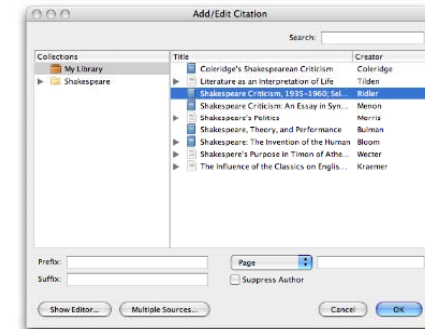 Add/Edit Citation
Search:
Collections
Title
Creator
My Library
Shakespeare
Coleridge's Shakespearean Criticism Coleridge
Literature as an Interpretation of Life Tilden
Shakespeare Criticism, 1935-1960; Sel... Ridler
Shakespeare Criticism: An Essay in Syn... Menon
Shakespeare's Politics Morris
Shakespeare, Theory, and Performance Bulman
Shakespeare: The Invention of the Human Bloom
Shakespere's Purpose in Timon of Athe... Wecter
The Influence of the Classics on Englis... Kraemer
Prefix:
Page
Suffix:
Suppress Author
Show Editor...
Multiple Sources...
Cancel
OK